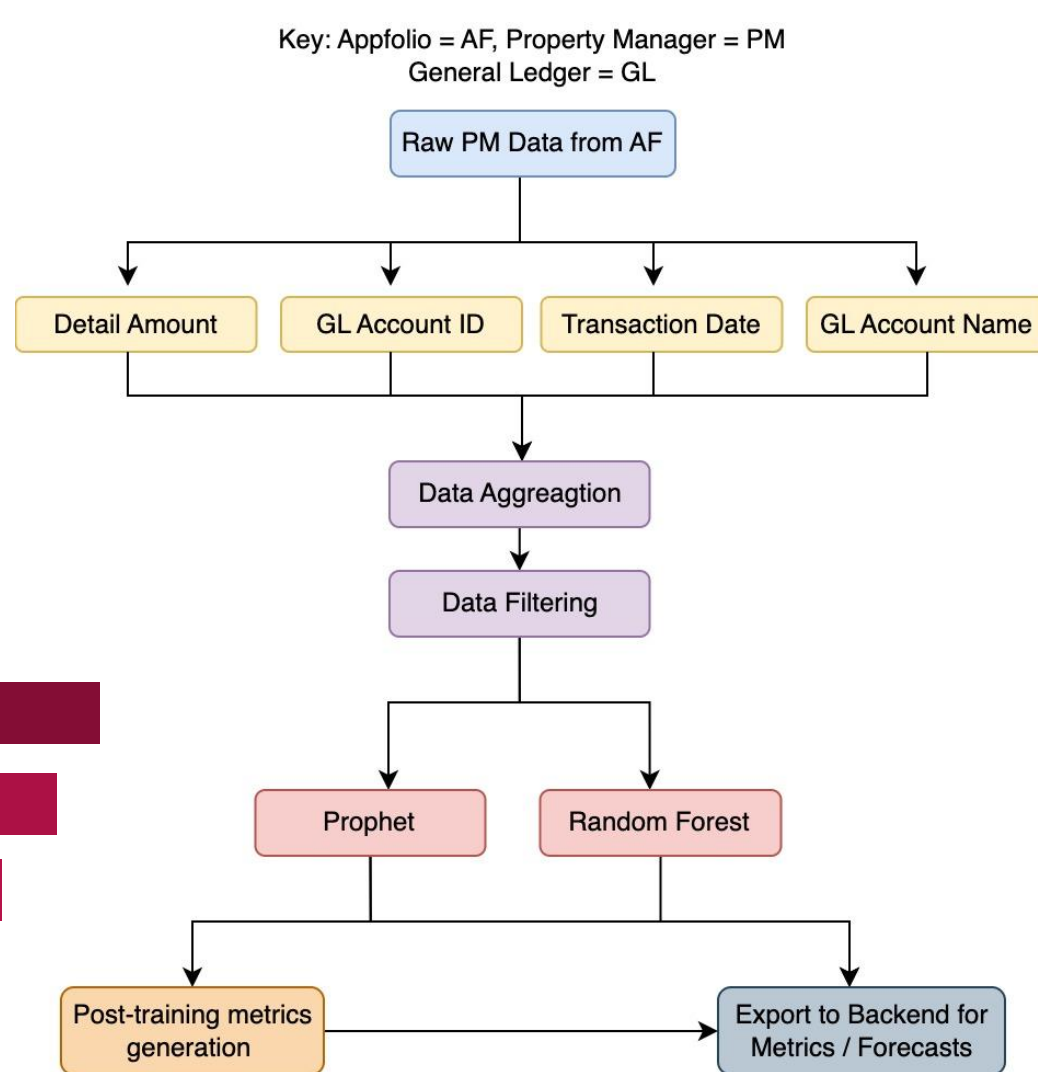 Key: Appfolio = AF, Property Manager = PM
General Ledger = GL
Raw PM Data from AF
Detail Amount
GL Account ID
Transaction Date
GL Account Name
Data Aggreagtion
Data Filtering
Prophet
Random Forest
Post-training metrics
generation
Export to Backend for
Metrics / Forecasts